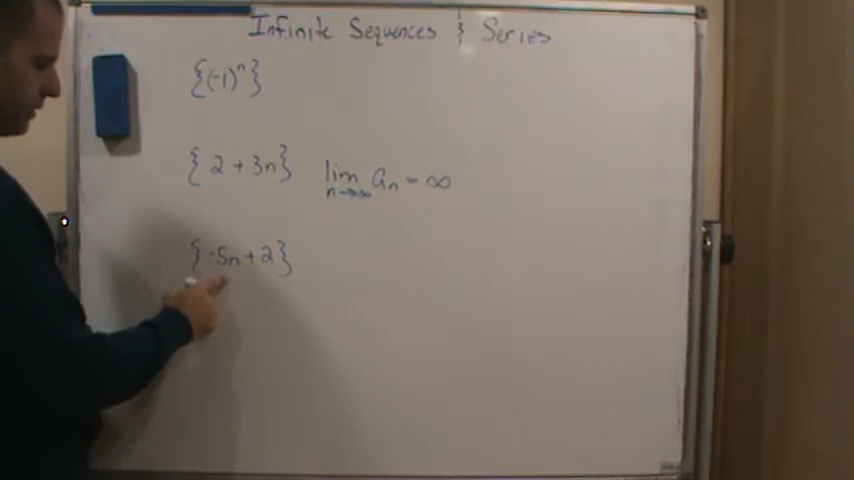 Infinite Sequences & Series
{(-1)^n}
{2 + 3n} lim n→∞ aₙ = ∞
{-5n + 2}